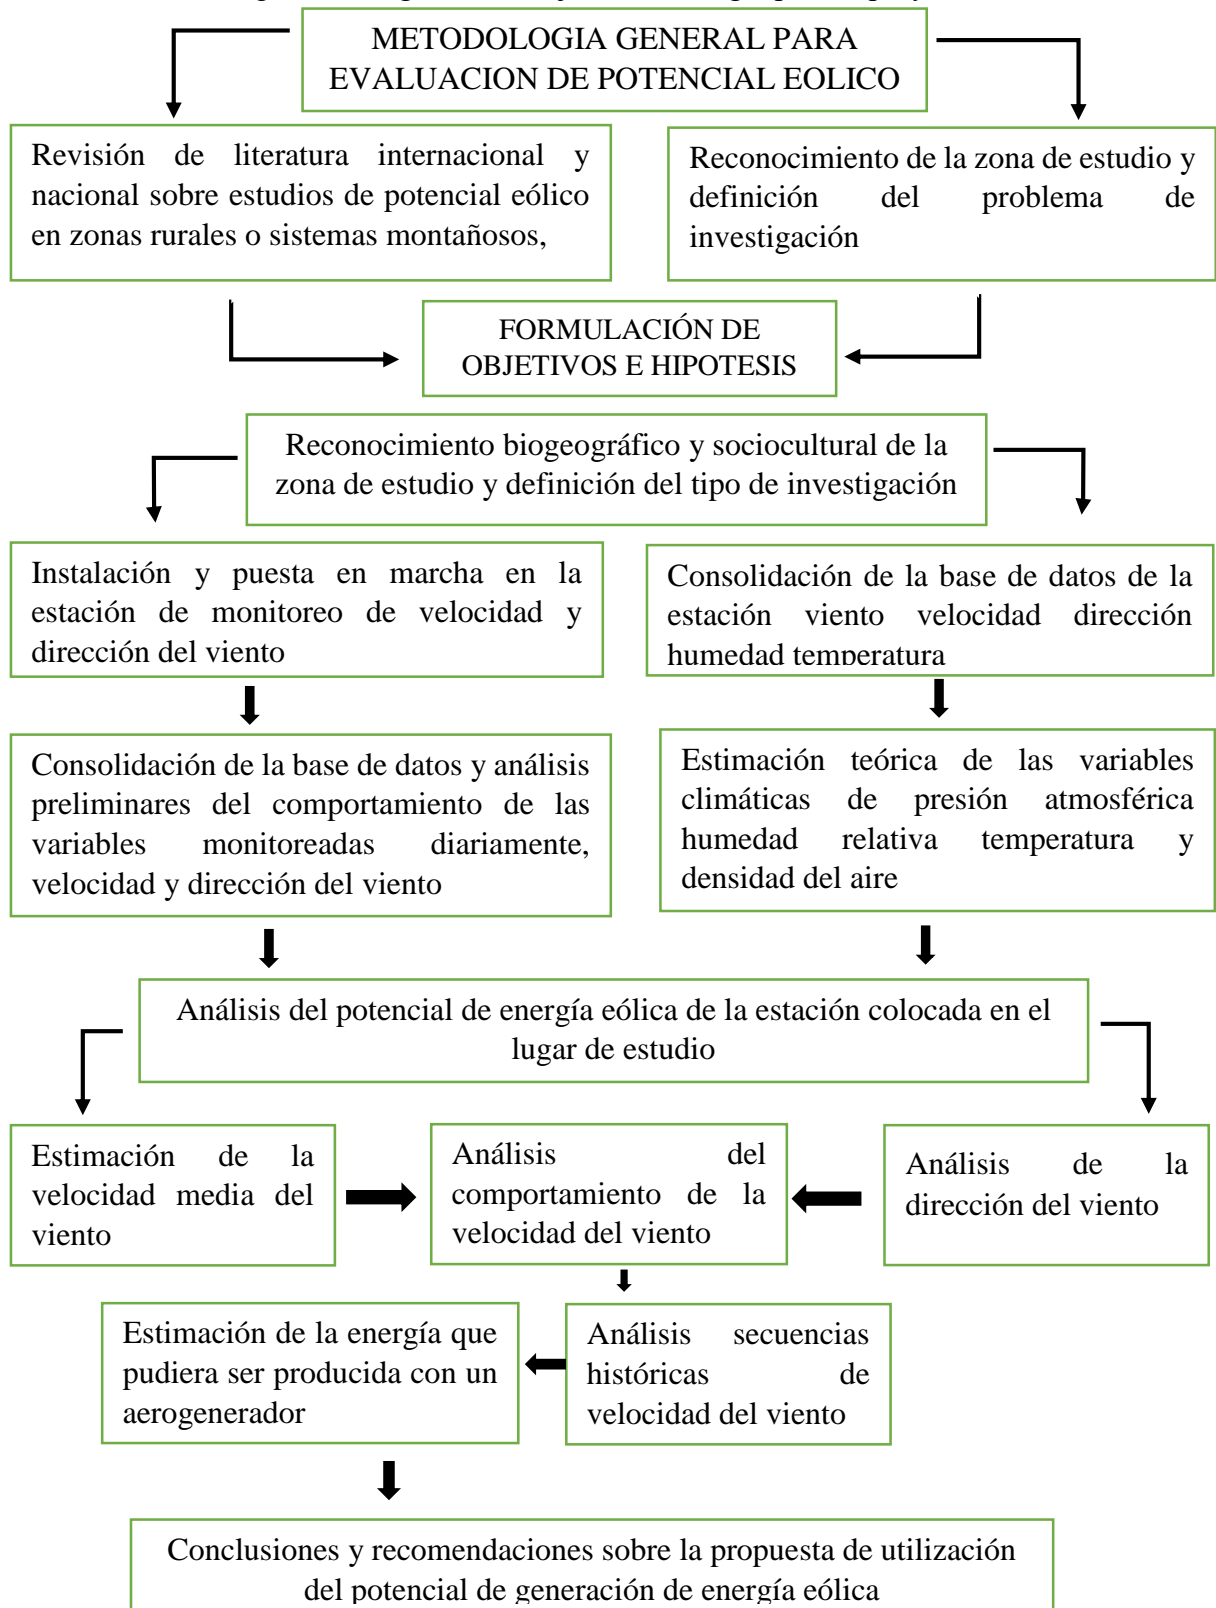 METODOLOGIA GENERAL PARA
EVALUACION DE POTENCIAL EOLICO
Revisión de literatura internacional y
nacional sobre estudios de potencial eólico
en zonas rurales o sistemas montañosos,
Reconocimiento de la zona de estudio y
definición del problema de
investigación
FORMULACIÓN DE
OBJETIVOS E HIPOTESIS
Reconocimiento biogeográfico y sociocultural de la
zona de estudio y definición del tipo de investigación
Instalación y puesta en marcha en la
estación de monitoreo de velocidad y
dirección del viento
Consolidación de la base de datos de la
estación viento velocidad dirección
humedad temperatura
Consolidación de la base de datos y análisis
preliminares del comportamiento de las
variables monitoreadas diariamente,
velocidad y dirección del viento
Estimación teórica de las variables
climáticas de presión atmosférica
humedad relativa temperatura y
densidad del aire
Análisis del potencial de energía eólica de la estación colocada en el
lugar de estudio
Estimación de la
velocidad media del
viento
Análisis del
comportamiento de la
velocidad del viento
Análisis de la
dirección del viento
Estimación de la energía que
pudiera ser producida con un
aerogenerador
Análisis secuencias
históricas de
velocidad del viento
Conclusiones y recomendaciones sobre la propuesta de utilización
del potencial de generación de energía eólica